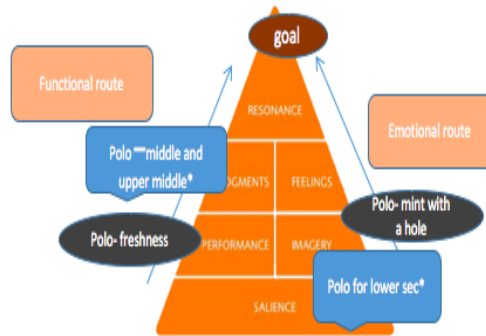 goal
Functional route
RESONANCE
Emotional route
Polo –middle and
upper middle*
FEELINGS
Polo- mint with
a hole
Polo- freshness
PERFORMANCE
IMAGERY
Polo for lower sec*
SALIENCE